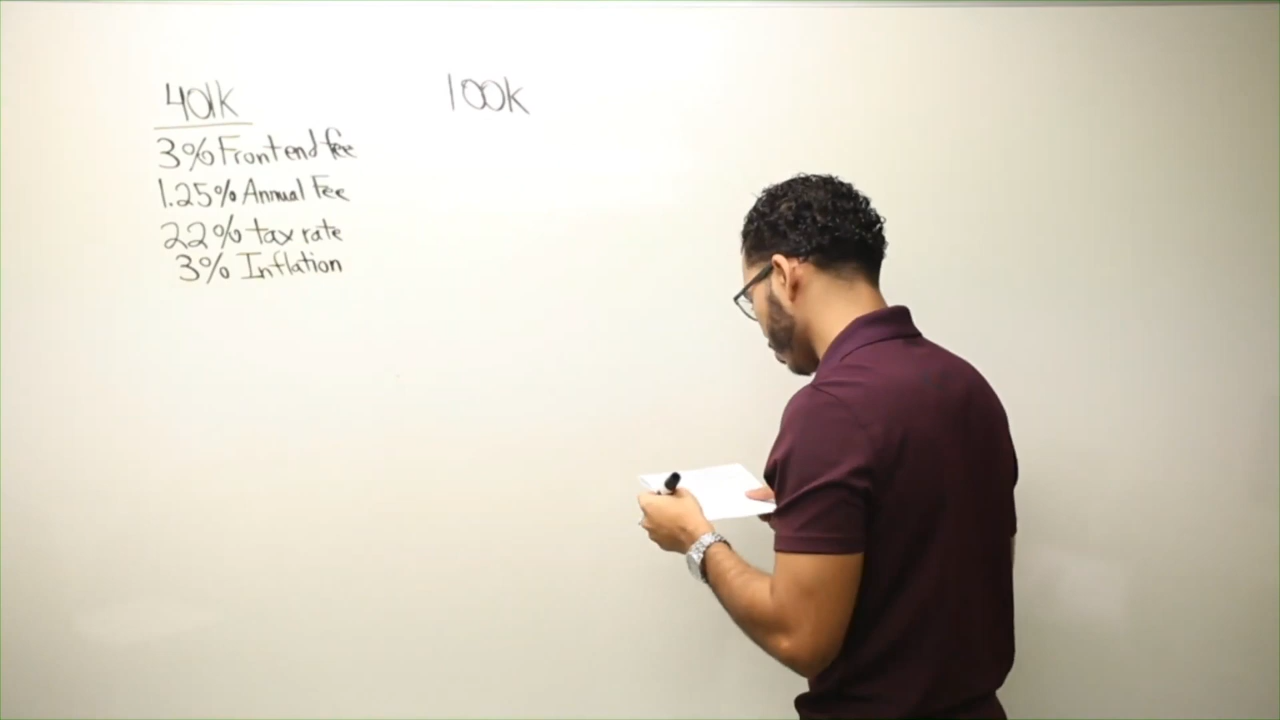 401k
100k
3% Front end fee
1.25% Annual Fee
22% tax rate
3% Inflation